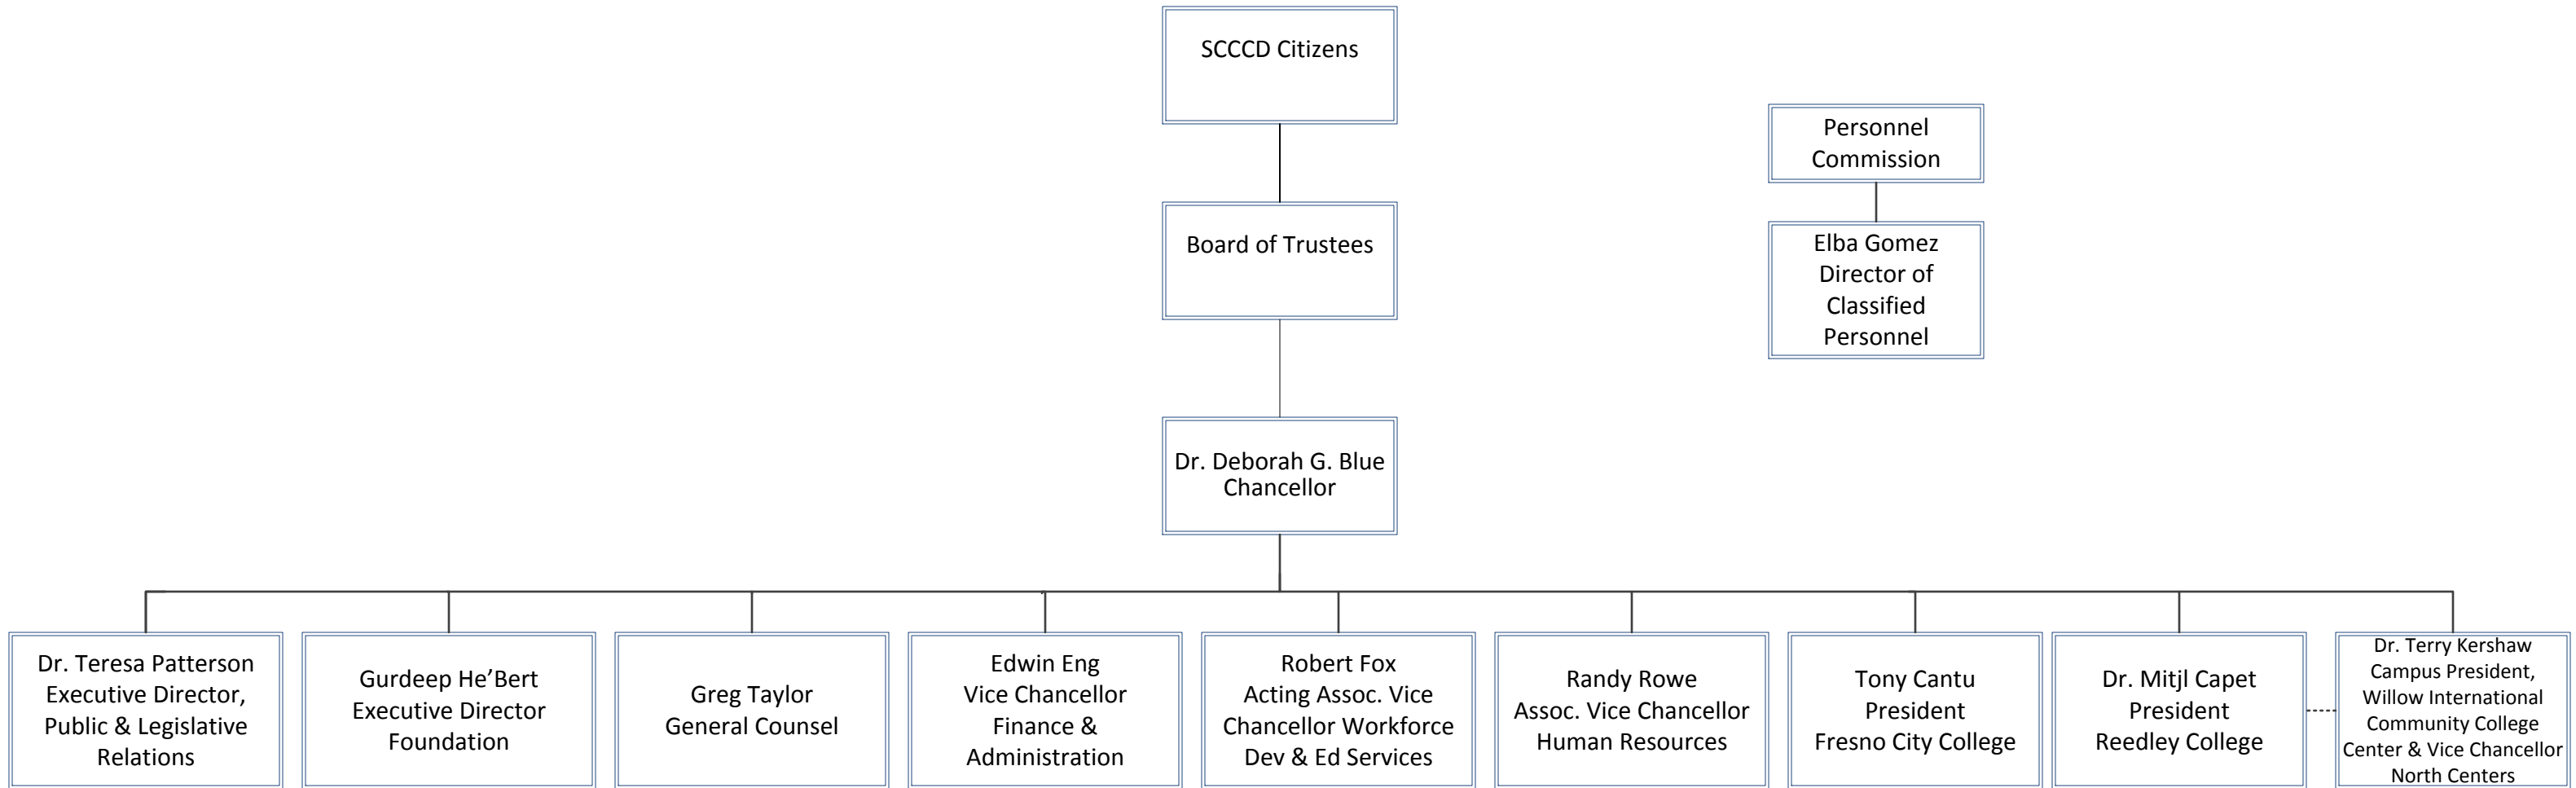 SCCCD Citizens
Personnel
Commission
Board of Trustees
Elba Gomez
Director of
Classified
Personnel
Dr. Deborah G. Blue
Chancellor
Dr. Teresa Patterson
Executive Director,
Public & Legislative
Relations
Gurdeep He’Bert
Executive Director
Foundation
Greg Taylor
General Counsel
Edwin Eng
Vice Chancellor
Finance &
Administration
Robert Fox
Acting Assoc. Vice
Chancellor Workforce
Dev & Ed Services
Randy Rowe
Assoc. Vice Chancellor
Human Resources
Tony Cantu
President
Fresno City College
Dr. Mitjl Capet
President
Reedley College
Dr. Terry Kershaw
Campus President,
Willow International
Community College
Center & Vice Chancellor
North Centers